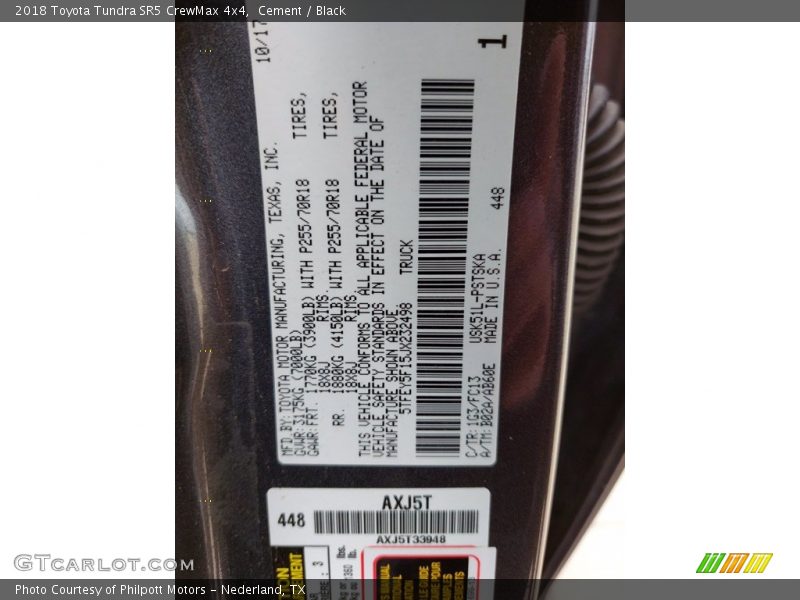 2018 Toyota Tundra SR5 CrewMax 4x4, Cement / Black
10/17
MFD.BY: TOYOTA MOTOR MANUFACTURING, TEXAS, INC.
GVWR: 3175KG (7000LB)
GAWR: FRT. 1770KG (3900LB) WITH P255/70R18 TIRES,
18X8J RIMS.
RR. 1880KG (4150LB) WITH P255/70R18 TIRES,
18X8J RIMS.
THIS VEHICLE CONFORMS TO ALL APPLICABLE FEDERAL MOTOR
VEHICLE SAFETY STANDARDS IN EFFECT ON THE DATE OF
MANUFACTURE SHOWN ABOVE
5TFEY5F15JX232498 TRUCK
C/TR: 1G3/FC13 USK51L-PSTSKA 448
A/TM: B02A/AB60E MADE IN U.S.A.
1
AXJ5T
448
AXJ5T33948
GTcarlot.com
Photo Courtesy of Philpott Motors - Nederland, TX